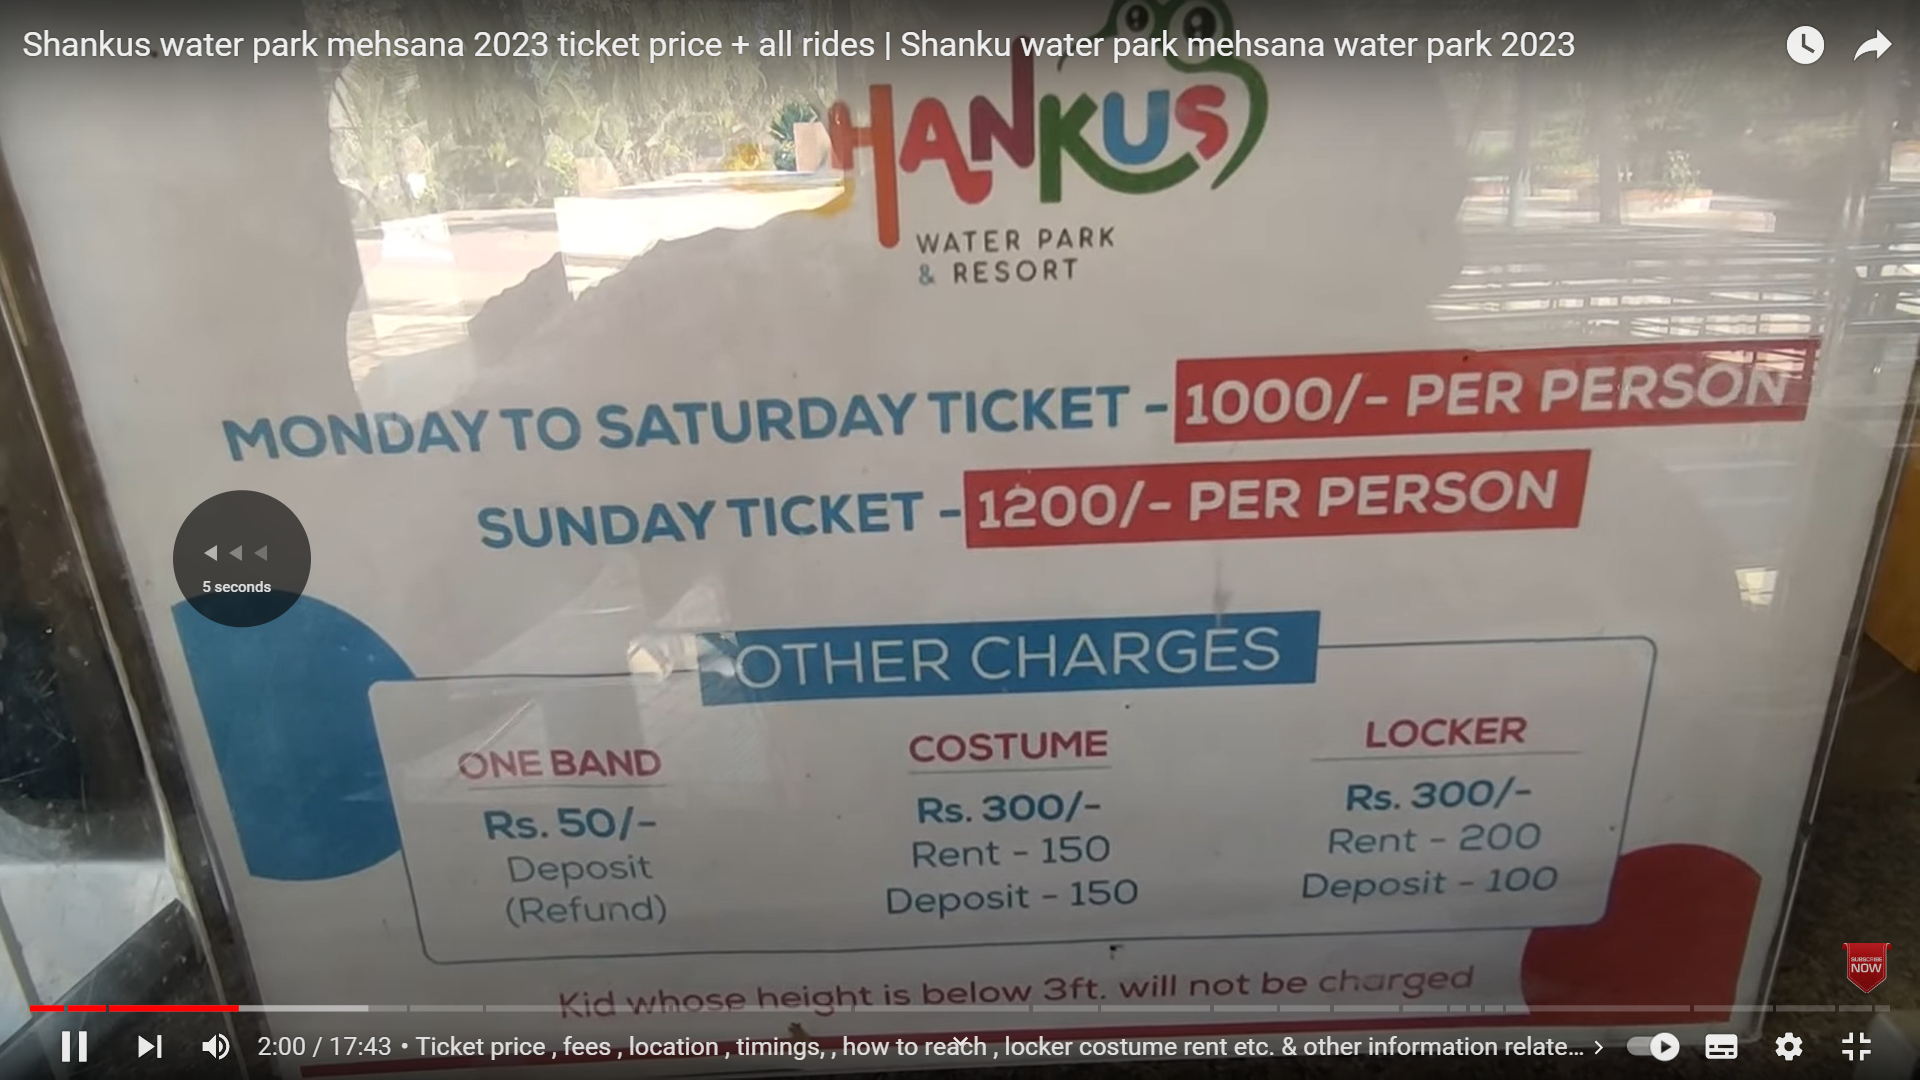 Shankus water park mehsana 2023 ticket price + all rides | Shanku water park mehsana water park 2023
HANKUS
WATER PARK
& RESORT
MONDAY TO SATURDAY TICKET - 1000/- PER PERSON
SUNDAY TICKET - 1200/- PER PERSON
5 seconds
OTHER CHARGES
ONE BAND
Rs. 50/-
Deposit
(Refund)
COSTUME
Rs. 300/-
Rent - 150
Deposit - 150
LOCKER
Rs. 300/-
Rent - 200
Deposit - 100
Kid whose height is below 3ft. will not be charged
SUBSCRIBE
NOW
2:00 / 17:43 • Ticket price , fees , location , timings, , how to reach , locker costume rent etc. & other information relate...